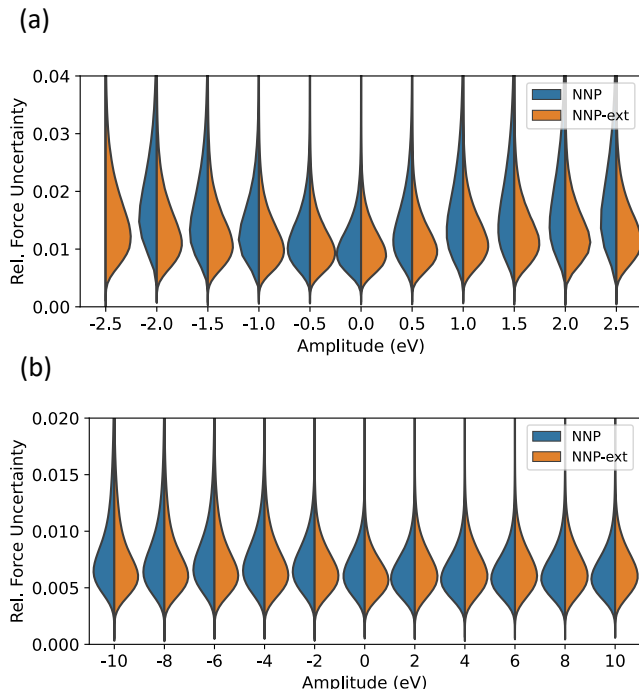 (a)
0.04
0.03
0.02
0.01
0.00
Rel. Force Uncertainty
NNP
NNP-ext
-2.5 -2.0 -1.5 -1.0 -0.5 0.0 0.5 1.0 1.5 2.0 2.5
Amplitude (eV)
(b)
0.020
0.015
0.010
0.005
0.000
Rel. Force Uncertainty
NNP
NNP-ext
-10 -8 -6 -4 -2 0 2 4 6 8 10
Amplitude (eV)